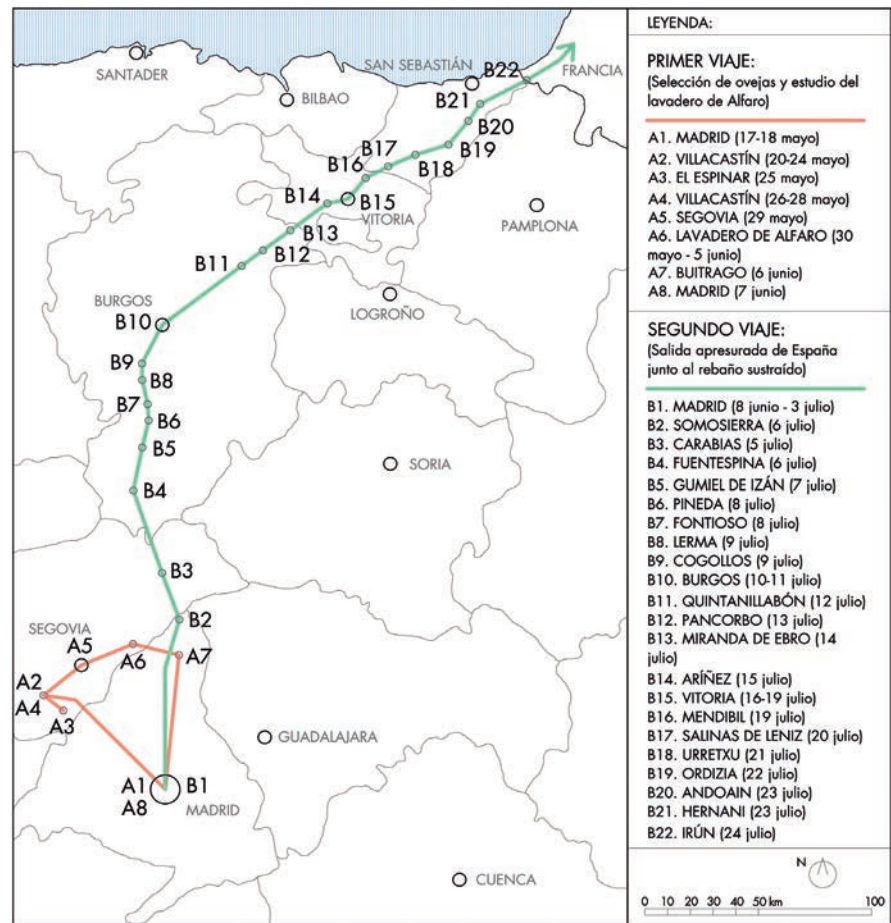 SANTADER
BILBAO
SAN SEBASTIÁN
B22
FRANCIA
B21
B20
B19
B18
B17
B16
B15
VITORIA
B14
B13
B12
B11
PAMPLONA
LOGROÑO
BURGOS
B10
B9
B8
B7
B6
B5
B4
SORIA
B3
B2
SEGOVIA
A5
A6
A7
A2
A4
A3
GUADALAJARA
A1
B1
A8
MADRID
CUENCA
LEYENDA:
PRIMER VIAJE:
(Selección de ovejas y estudio del
lavadero de Alfaro)
A1. MADRID (17-18 mayo)
A2. VILLACASTÍN (20-24 mayo)
A3. EL ESPINAR (25 mayo)
A4. VILLACASTÍN (26-28 mayo)
A5. SEGOVIA (29 mayo)
A6. LAVADERO DE ALFARO (30
mayo - 5 junio)
A7. BUITRAGO (6 junio)
A8. MADRID (7 junio)
SEGUNDO VIAJE:
(Salida apresurada de España
junto al rebaño sustraído)
B1. MADRID (8 junio - 3 julio)
B2. SOMOSIERRA (6 julio)
B3. CARABIAS (5 julio)
B4. FUENTESPINA (6 julio)
B5. GUMIEL DE IZÁN (7 julio)
B6. PINEDA (8 julio)
B7. FONTIOSO (8 julio)
B8. LERMA (9 julio)
B9. COGOLLOS (9 julio)
B10. BURGOS (10-11 julio)
B11. QUINTANILLABÓN (12 julio)
B12. PANCORBO (13 julio)
B13. MIRANDA DE EBRO (14
julio)
B14. ARÍÑEZ (15 julio)
B15. VITORIA (16-19 julio)
B16. MENDIBIL (19 julio)
B17. SALINAS DE LENIZ (20 julio)
B18. URRETXU (21 julio)
B19. ORDIZIA (22 julio)
B20. ANDOAIN (23 julio)
B21. HERNANI (23 julio)
B22. IRÚN (24 julio)
N
0 10 20 30 40 50 km 100